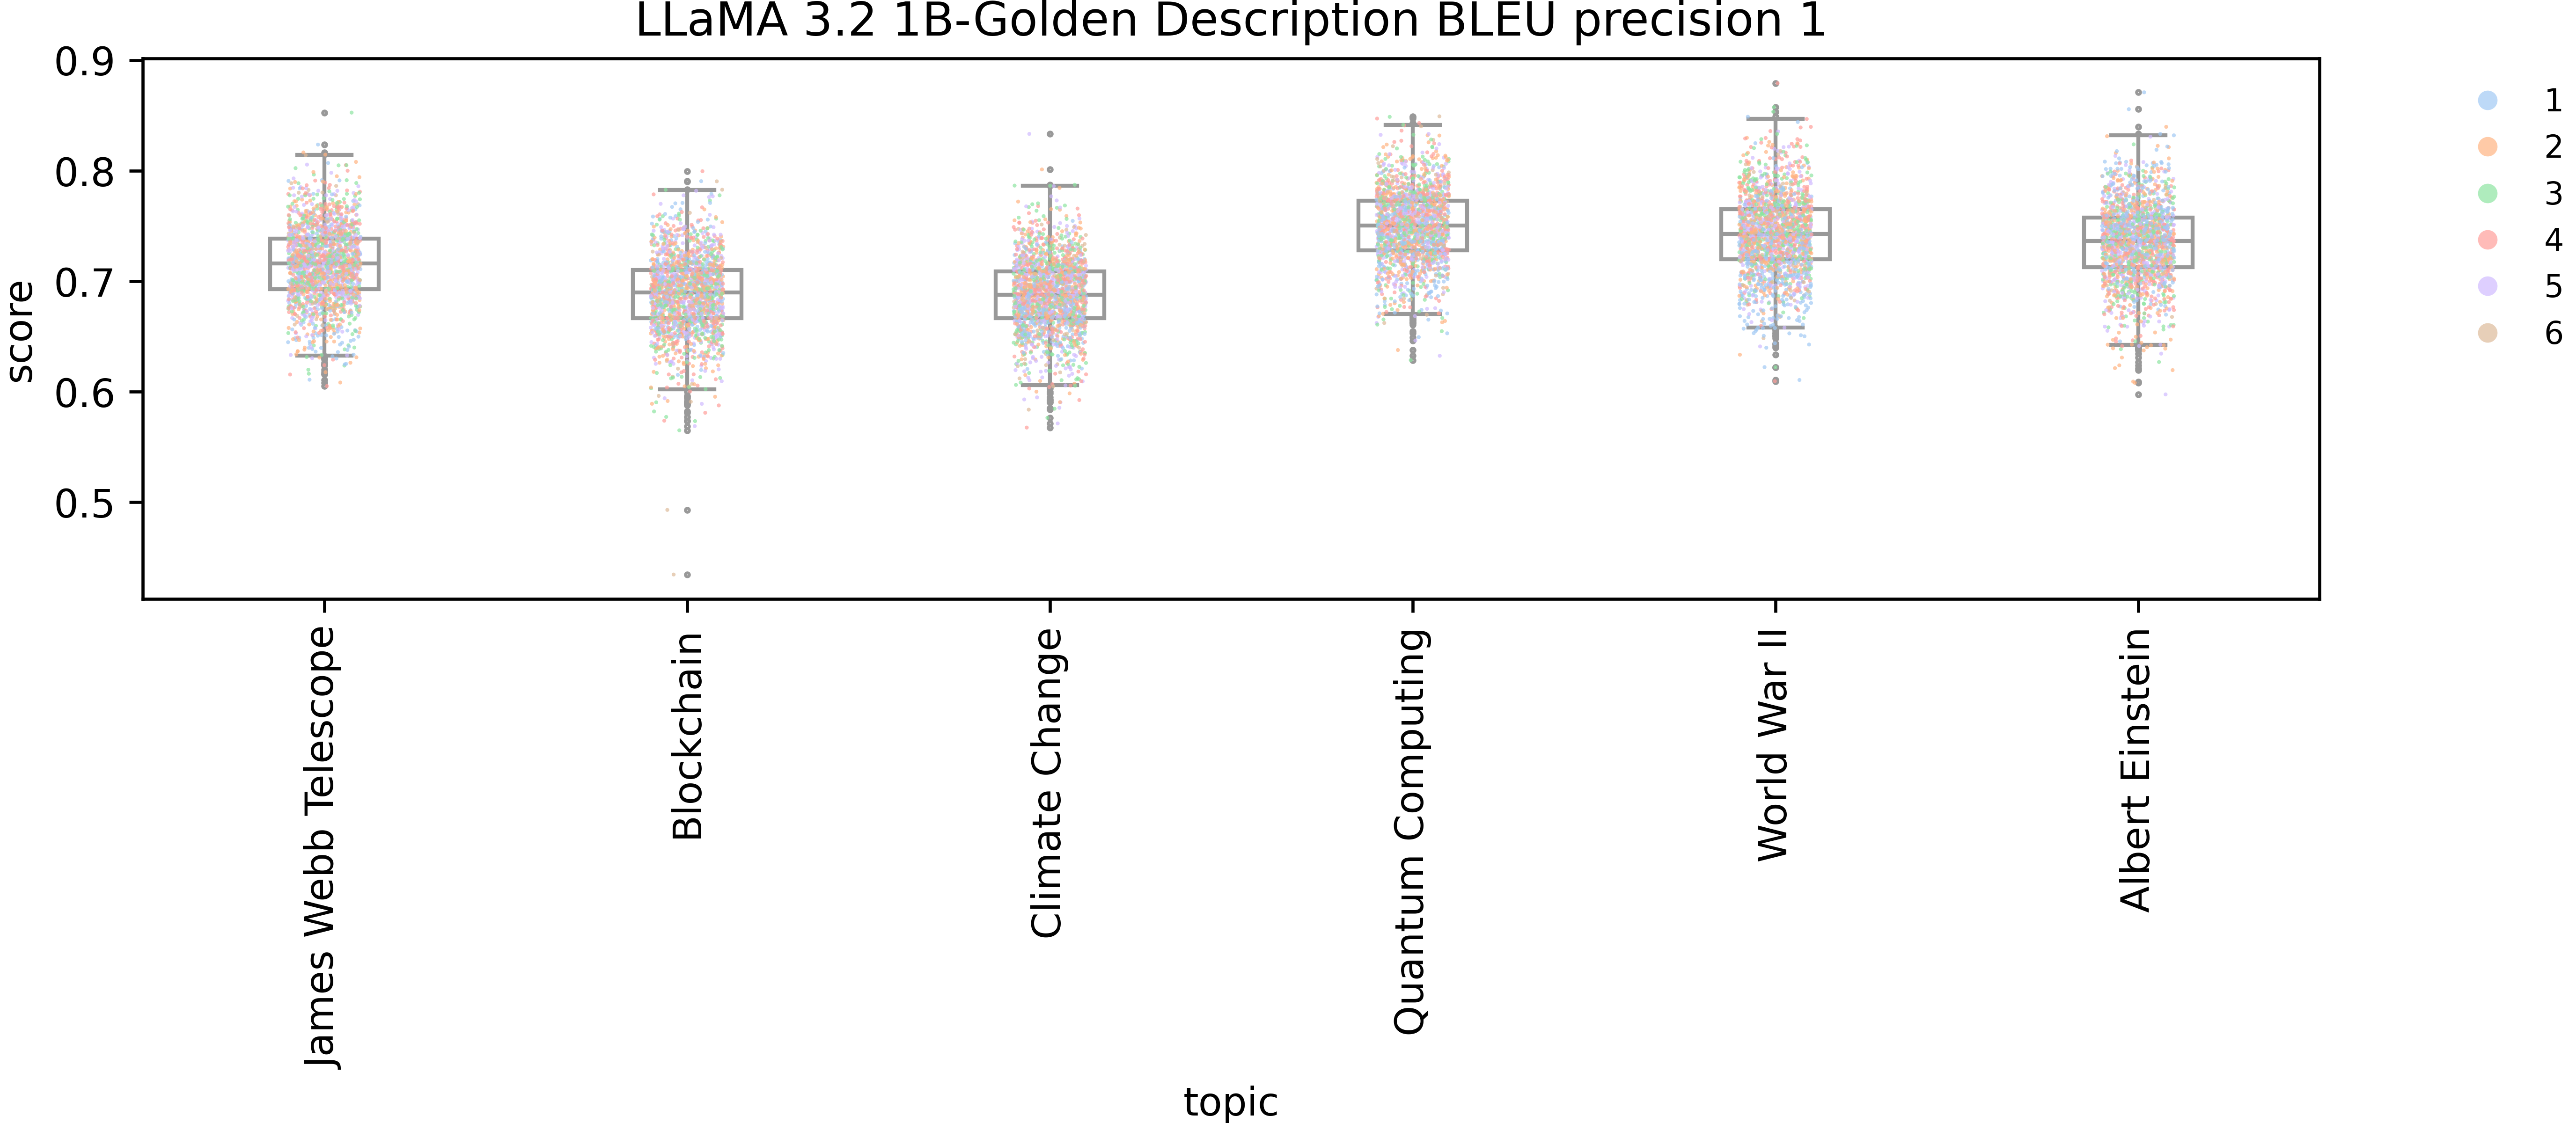 LLaMA 3.2 1B-Golden Description BLEU precision 1
0.9
0.8
0.7
0.6
0.5
score
James Webb Telescope
Blockchain
Climate Change
Quantum Computing
World War II
Albert Einstein
topic
1
2
3
4
5
6